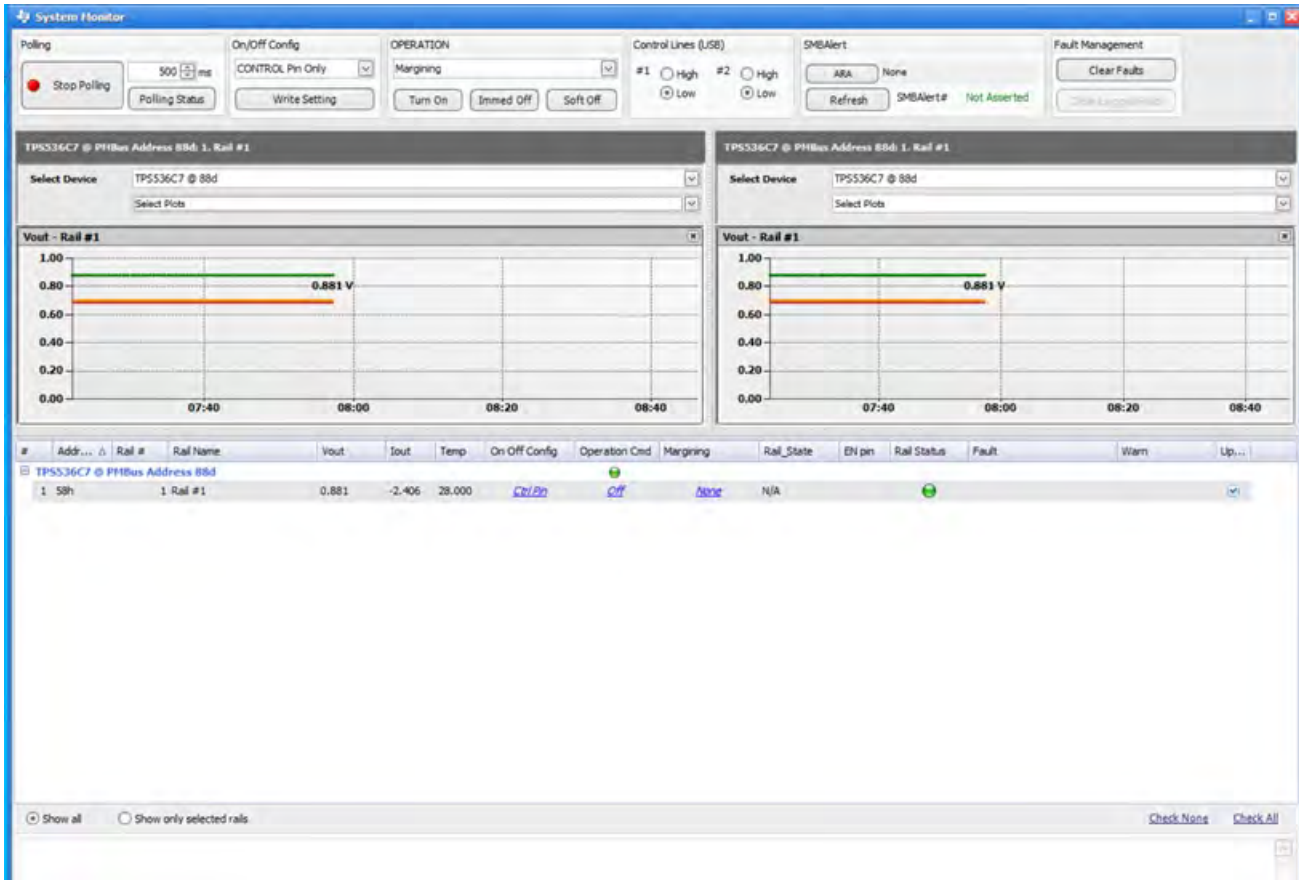 System Monitor
Polling On/Off Config OPERATION Control Lines (USB) SMBAlert Fault Management
Stop Polling 500 ms CONTROL Pin Only Margining #1 High #2 High ARA None Clear Faults
Polling Status Write Setting Turn On Immed Off Soft Off Low Low Refresh SMBAlert# Not Asserted
TPS536C7 @ PMBus Address 88d: 1. Rail #1 TPS536C7 @ PMBus Address 88d: 1. Rail #1
Select Device TPS536C7 @ 88d Select Device TPS536C7 @ 88d
Select Plots Select Plots
Vout - Rail #1 Vout - Rail #1
1.00 1.00
0.80 0.881 V 0.80 0.881 V
0.60 0.60
0.40 0.40
0.20 0.20
0.00 0.00
07:40 08:00 08:20 08:40 07:40 08:00 08:20 08:40
# Addr... Rail # Rail Name Vout Iout Temp On Off Config Operation Cmd Margining Rail_State EN pin Rail Status Fault Warn Up...
TPS536C7 @ PMBus Address 88d
1 58h 1 Rail #1 0.881 -2.406 28.000 Ctrl Pin Off None N/A
Show all Show only selected rails Check None Check All